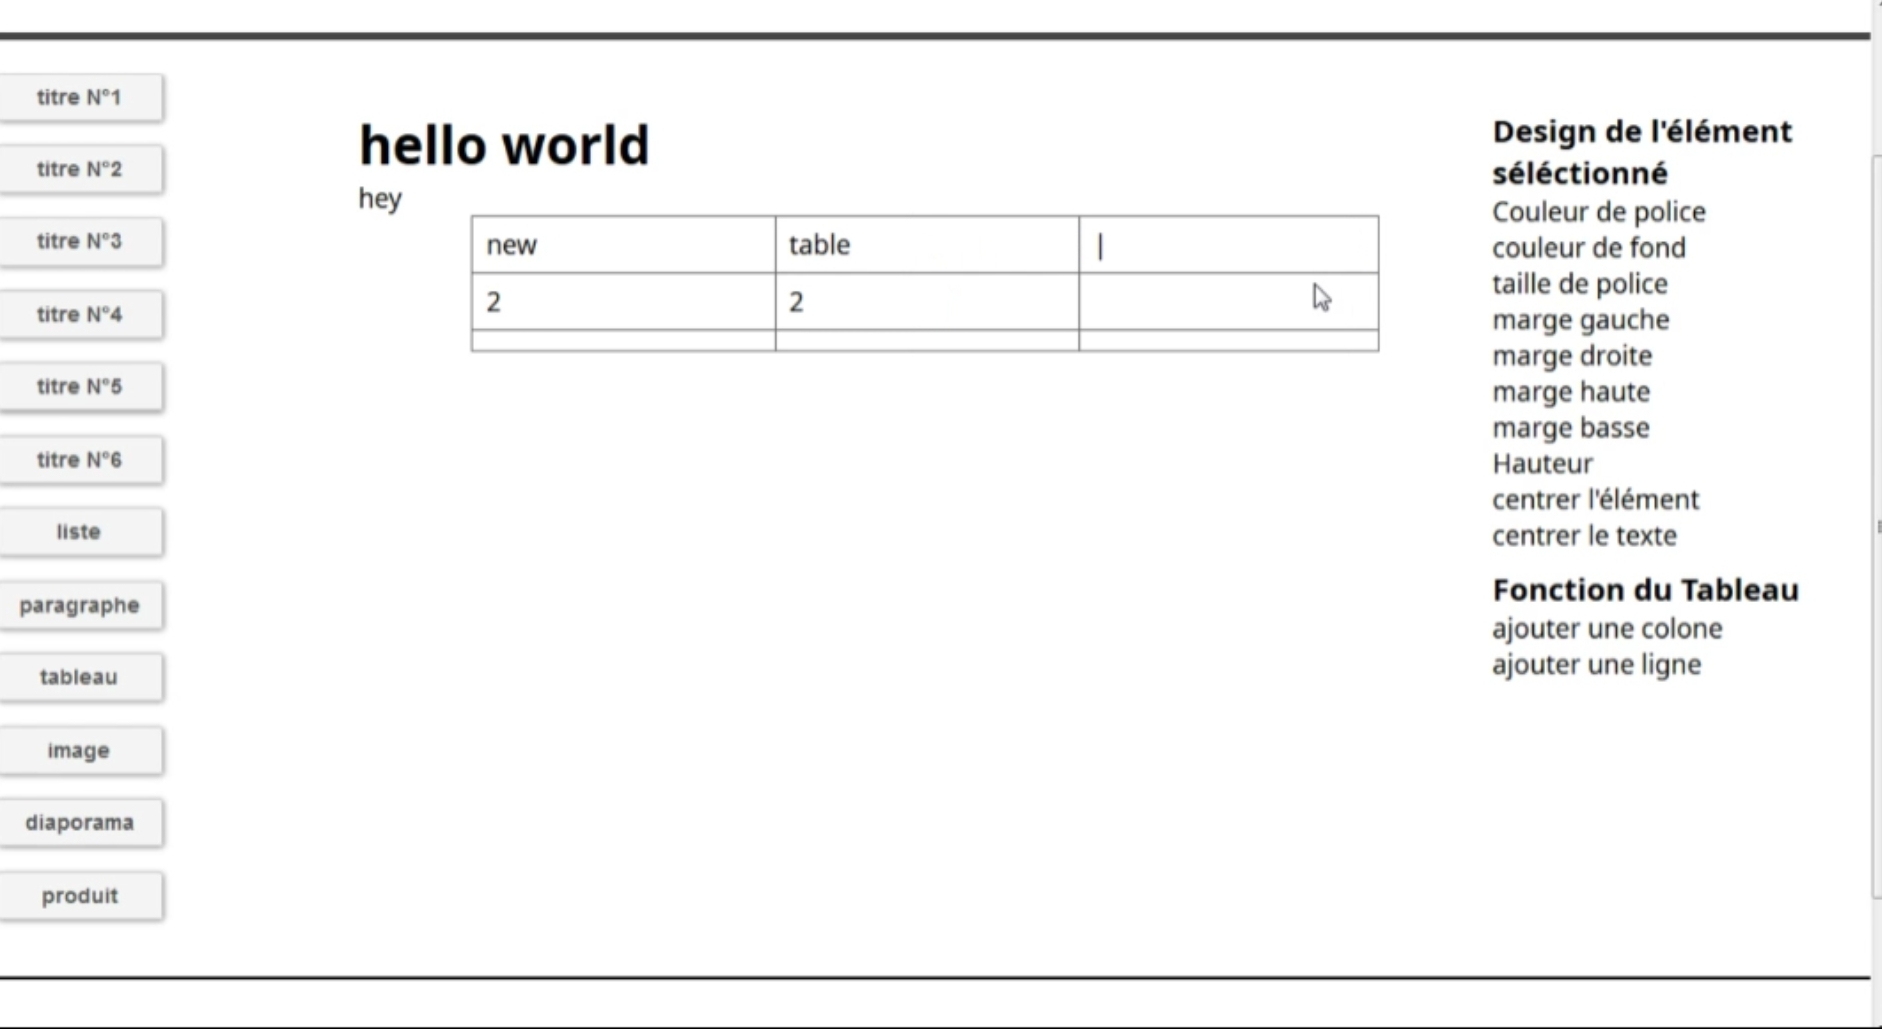 titre N°1
titre N°2
titre N°3
titre N°4
titre N°5
titre N°6
liste
paragraphe
tableau
image
diaporama
produit
hello world
hey
new table
2 2
Design de l'élément
séléctionné
Couleur de police
couleur de fond
taille de police
marge gauche
marge droite
marge haute
marge basse
Hauteur
centrer l'élément
centrer le texte
Fonction du Tableau
ajouter une colone
ajouter une ligne